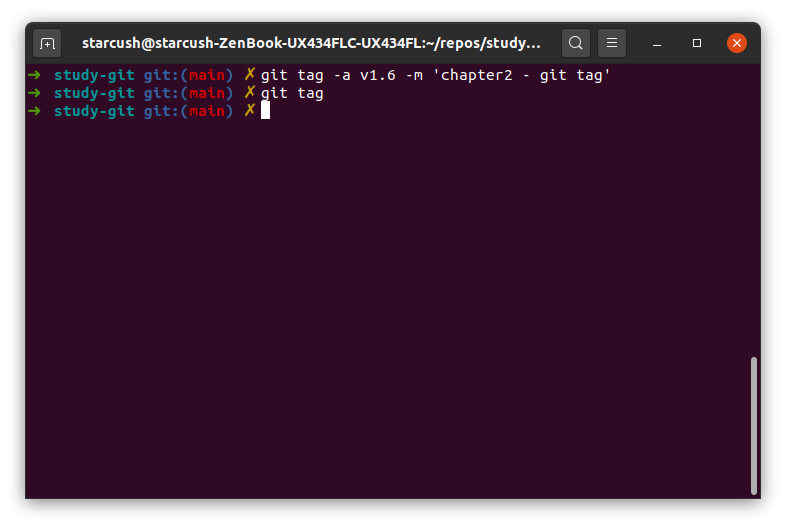 starcush@starcush-ZenBook-UX434FLC-UX434FL:~/repos/study...
➜ study-git git:(main) ✗ git tag -a v1.6 -m 'chapter2 - git tag'
➜ study-git git:(main) ✗ git tag
➜ study-git git:(main) ✗